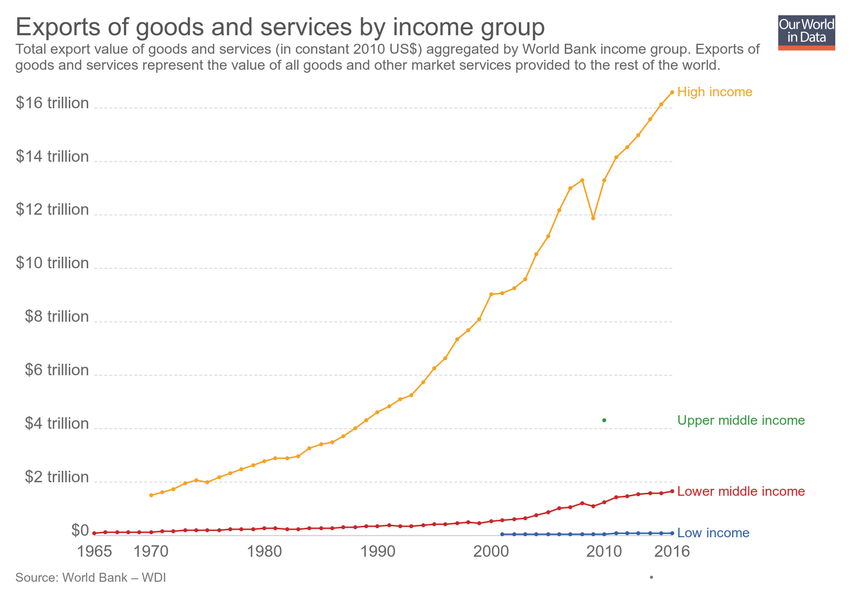 Exports of goods and services by income group
Our World
in Data
Total export value of goods and services (in constant 2010 US$) aggregated by World Bank income group. Exports of
goods and services represent the value of all goods and other market services provided to the rest of the world.
$16 trillion
High income
$14 trillion
$12 trillion
$10 trillion
$8 trillion
$6 trillion
$4 trillion
Upper middle income
$2 trillion
Lower middle income
$0
Low income
1965 1970 1980 1990 2000 2010 2016
Source: World Bank – WDI